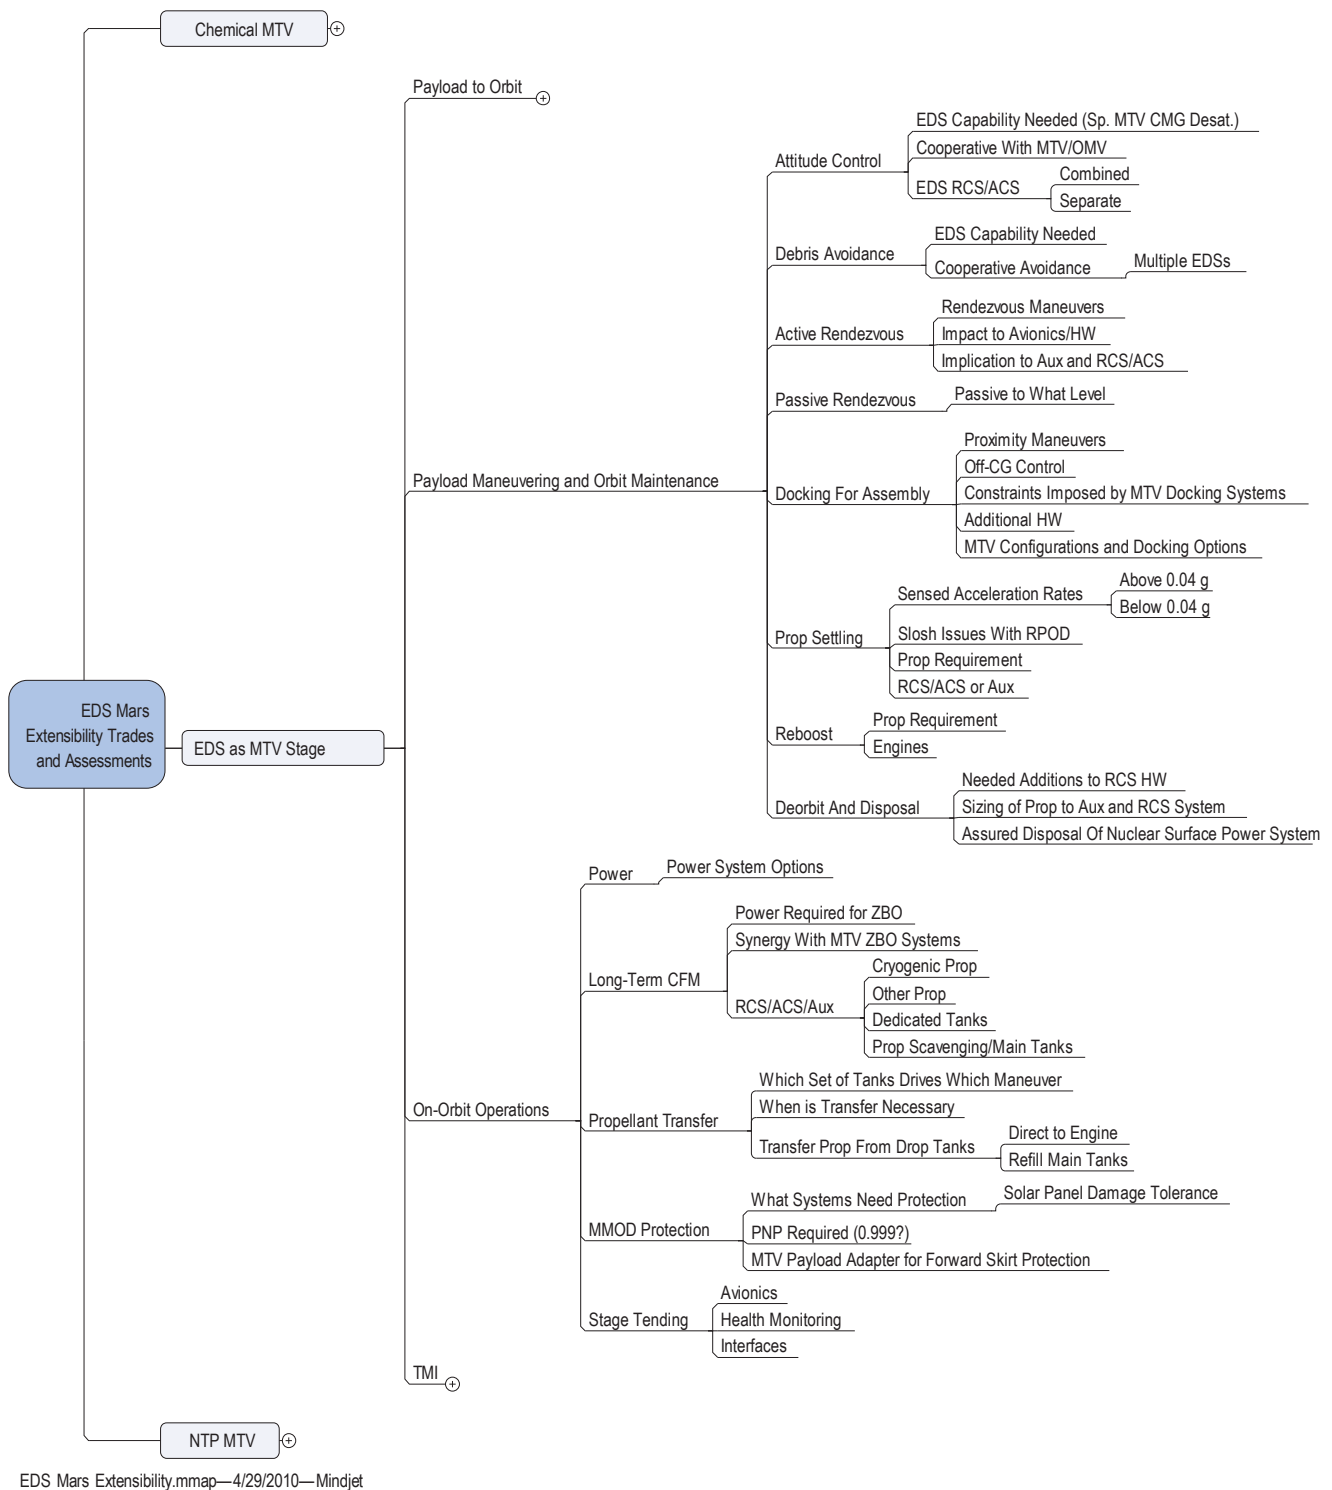 Chemical MTV
Payload to Orbit
EDS Capability Needed (Sp. MTV CMG Desat.)
Attitude Control
Cooperative With MTV/OMV
EDS RCS/ACS
Combined
Separate
Debris Avoidance
EDS Capability Needed
Cooperative Avoidance
Multiple EDSs
Active Rendezvous
Rendezvous Maneuvers
Impact to Avionics/HW
Implication to Aux and RCS/ACS
Passive Rendezvous
Passive to What Level
Payload Maneuvering and Orbit Maintenance
Docking For Assembly
Proximity Maneuvers
Off-CG Control
Constraints Imposed by MTV Docking Systems
Additional HW
MTV Configurations and Docking Options
Prop Settling
Sensed Acceleration Rates
Above 0.04 g
Below 0.04 g
Slosh Issues With RPOD
Prop Requirement
RCS/ACS or Aux
Reboost
Prop Requirement
Engines
EDS Mars
Extensibility Trades
and Assessments
EDS as MTV Stage
Deorbit And Disposal
Needed Additions to RCS HW
Sizing of Prop to Aux and RCS System
Assured Disposal Of Nuclear Surface Power System
Power
Power System Options
Long-Term CFM
Power Required for ZBO
Synergy With MTV ZBO Systems
RCS/ACS/Aux
Cryogenic Prop
Other Prop
Dedicated Tanks
Prop Scavenging/Main Tanks
On-Orbit Operations
Propellant Transfer
Which Set of Tanks Drives Which Maneuver
When is Transfer Necessary
Transfer Prop From Drop Tanks
Direct to Engine
Refill Main Tanks
MMOD Protection
What Systems Need Protection
Solar Panel Damage Tolerance
PNP Required (0.999?)
MTV Payload Adapter for Forward Skirt Protection
Stage Tending
Avionics
Health Monitoring
Interfaces
TMI
NTP MTV
EDS Mars Extensibility.mmap—4/29/2010—Mindjet